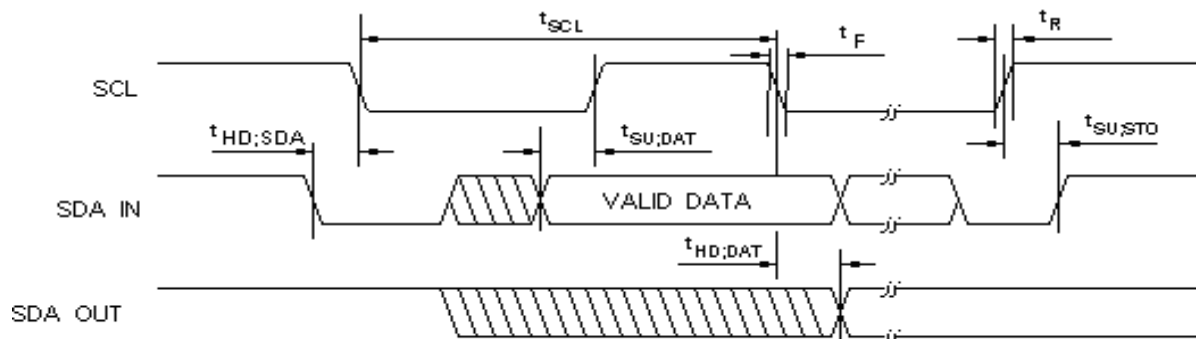 tSCL
tF
tR
SCL
tHD;SDA
tSU;DAT
tSU;STO
SDA IN
VALID DATA
tHD;DAT
SDA OUT